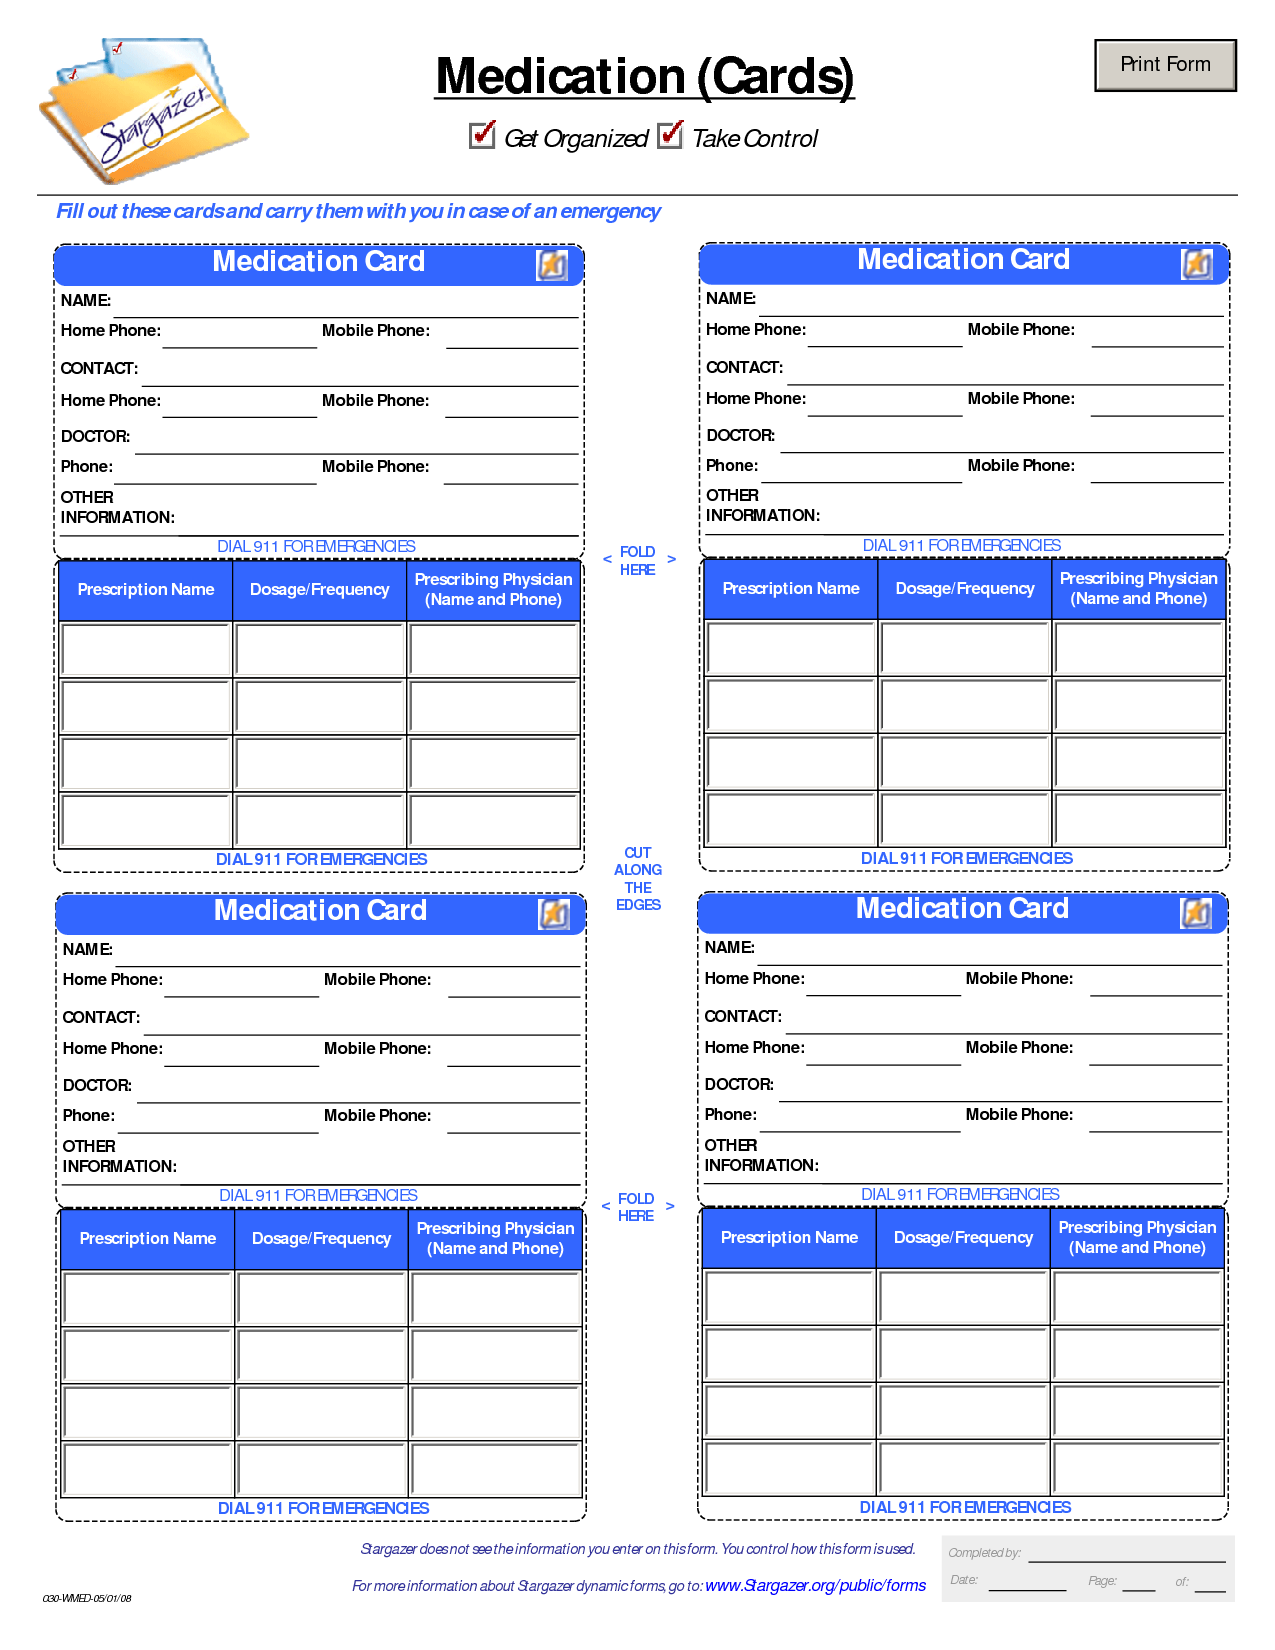 Stargazer
Medication (Cards)
Print Form
Get Organized Take Control
Fill out these cards and carry them with you in case of an emergency
Medication Card
NAME:
Home Phone: Mobile Phone:
CONTACT:
Home Phone: Mobile Phone:
DOCTOR:
Phone: Mobile Phone:
OTHER
INFORMATION:
DIAL 911 FOR EMERGENCIES
Prescription Name Dosage/Frequency Prescribing Physician
(Name and Phone)
DIAL 911 FOR EMERGENCIES
< FOLD >
HERE
CUT
ALONG
THE
EDGES
Medication Card
NAME:
Home Phone: Mobile Phone:
CONTACT:
Home Phone: Mobile Phone:
DOCTOR:
Phone: Mobile Phone:
OTHER
INFORMATION:
DIAL 911 FOR EMERGENCIES
Prescription Name Dosage/Frequency Prescribing Physician
(Name and Phone)
DIAL 911 FOR EMERGENCIES
Medication Card
NAME:
Home Phone: Mobile Phone:
CONTACT:
Home Phone: Mobile Phone:
DOCTOR:
Phone: Mobile Phone:
OTHER
INFORMATION:
DIAL 911 FOR EMERGENCIES
Prescription Name Dosage/Frequency Prescribing Physician
(Name and Phone)
DIAL 911 FOR EMERGENCIES
< FOLD >
HERE
Medication Card
NAME:
Home Phone: Mobile Phone:
CONTACT:
Home Phone: Mobile Phone:
DOCTOR:
Phone: Mobile Phone:
OTHER
INFORMATION:
DIAL 911 FOR EMERGENCIES
Prescription Name Dosage/Frequency Prescribing Physician
(Name and Phone)
DIAL 911 FOR EMERGENCIES
Stargazer does not see the information you enter on this form. You control how this form is used.
For more information about Stargazer dynamic forms, go to: www.Stargazer.org/public/forms
Completed by:
Date: Page: of:
030-WMED-05/01/08